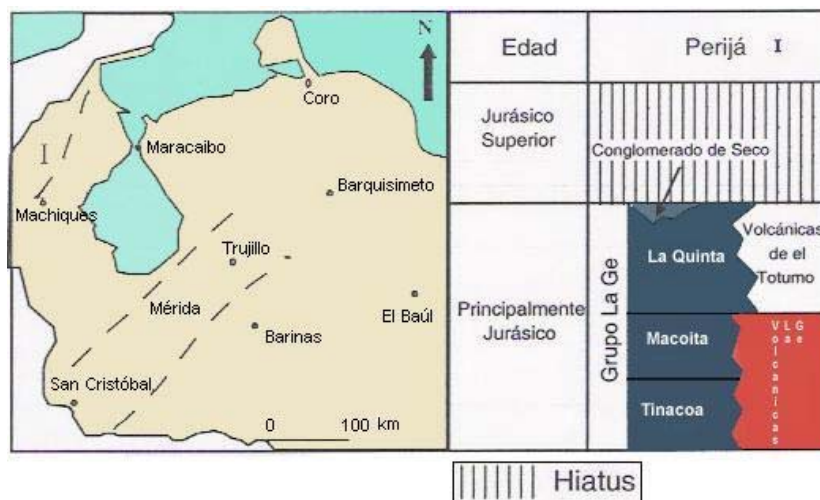 N
Coro
I
Maracaibo
Machiques
Barquisimeto
Trujillo
Mérida
El Baúl
Barinas
San Cristóbal
0 100 km
Edad
Perijá I
Jurásico
Superior
Conglomerado de Seco
Principalmente
Jurásico
Grupo La Ge
La Quinta
Volcánicas
de el
Totumo
Macoita
Tinacoa
Volcanicas
La
Ge
Hiatus